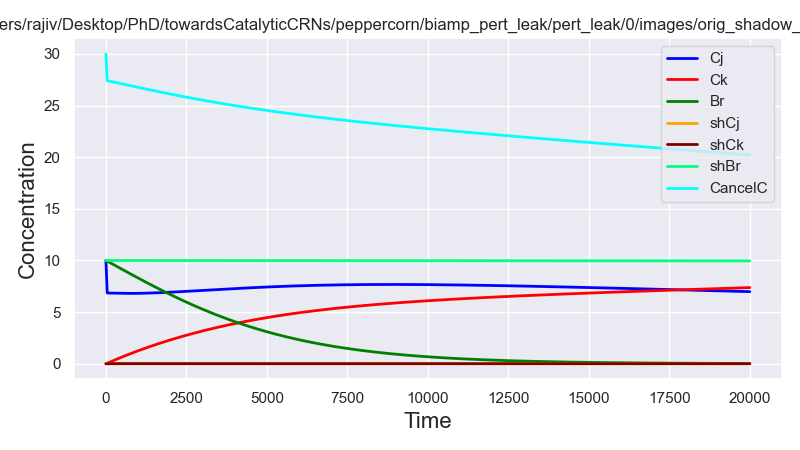 ers/rajiv/Desktop/PhD/towardsCatalyticCRNs/peppercorn/biamp_pert_leak/pert_leak/0/images/orig_shadow_
30
25
20
15
10
5
0
Concentration
Cj
Ck
Br
shCj
shCk
shBr
CancelC
0 2500 5000 7500 10000 12500 15000 17500 20000
Time